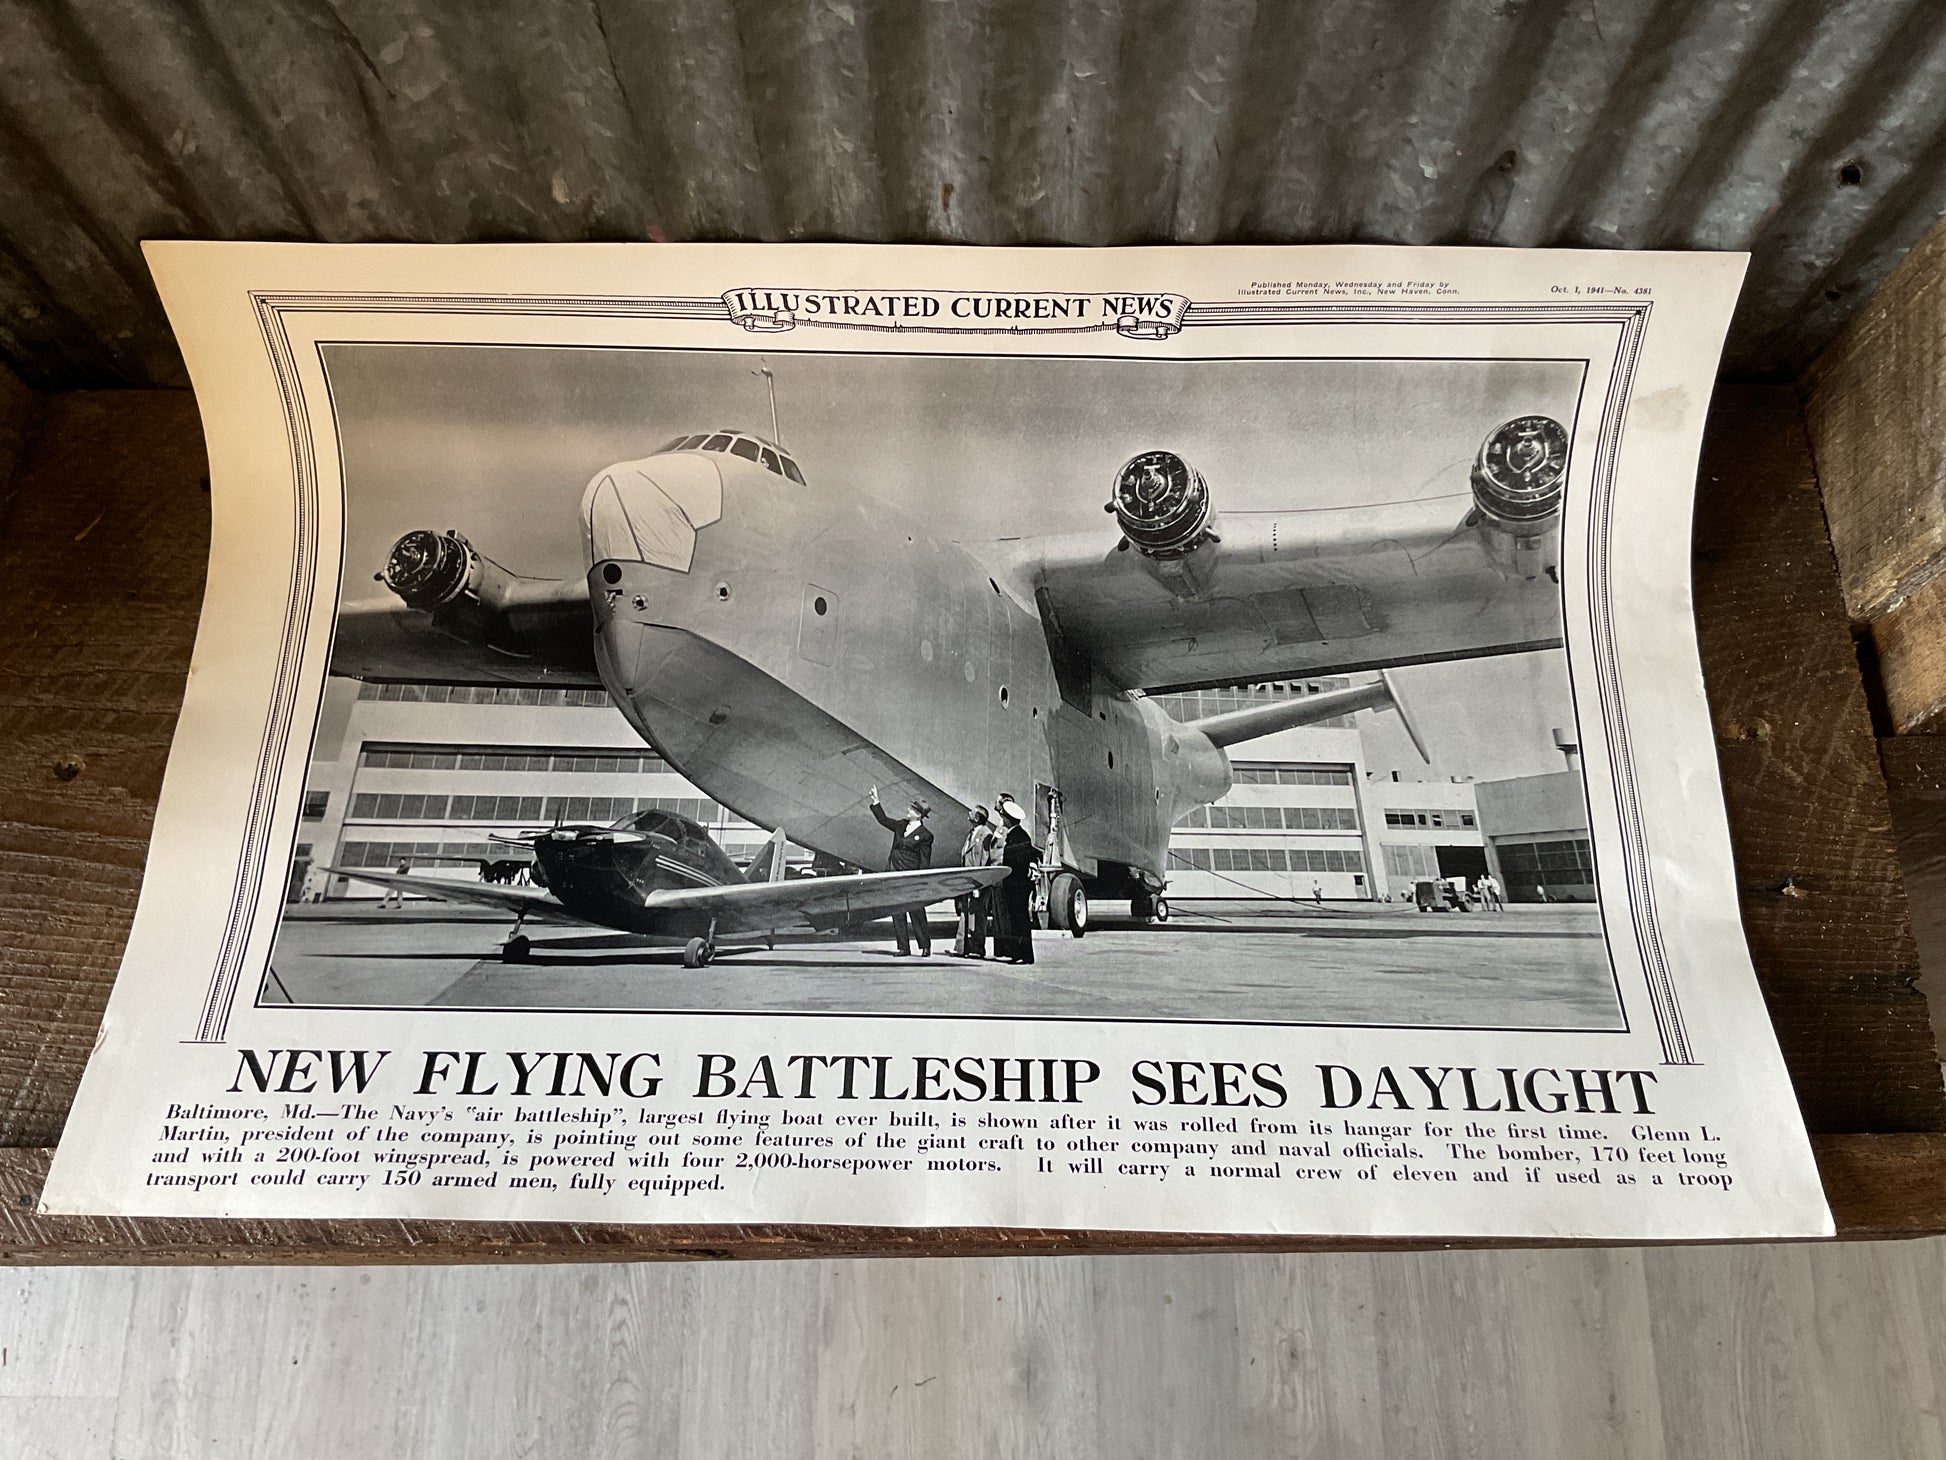 ILLUSTRATED CURRENT NEWS
Published Monday, Wednesday and Friday by
Illustrated Current News, Inc., New Haven, Conn.
Oct. 1, 1941—No. 4381
NEW FLYING BATTLESHIP SEES DAYLIGHT
Baltimore, Md.—The Navy's "air battleship", largest flying boat ever built, is shown after it was rolled from its hangar for the first time. Glenn L.
Martin, president of the company, is pointing out some features of the giant craft to other company and naval officials. The bomber, 170 feet long
and with a 200-foot wingspread, is powered with four 2,000-horsepower motors. It will carry a normal crew of eleven and if used as a troop
transport could carry 150 armed men, fully equipped.